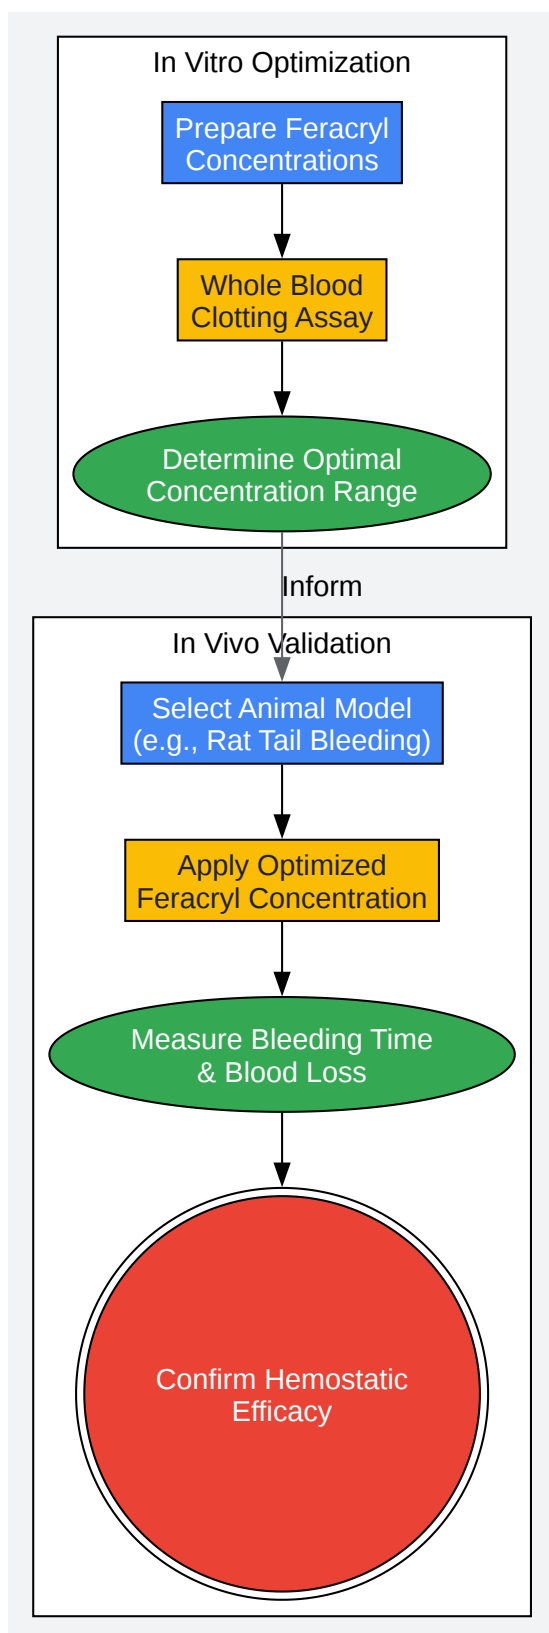 In Vitro Optimization
Prepare Feracryl
Concentrations
Whole Blood
Clotting Assay
Determine Optimal
Concentration Range
Inform
In Vivo Validation
Select Animal Model
(e.g., Rat Tail Bleeding)
Apply Optimized
Feracryl Concentration
Measure Bleeding Time
& Blood Loss
Confirm Hemostatic
Efficacy